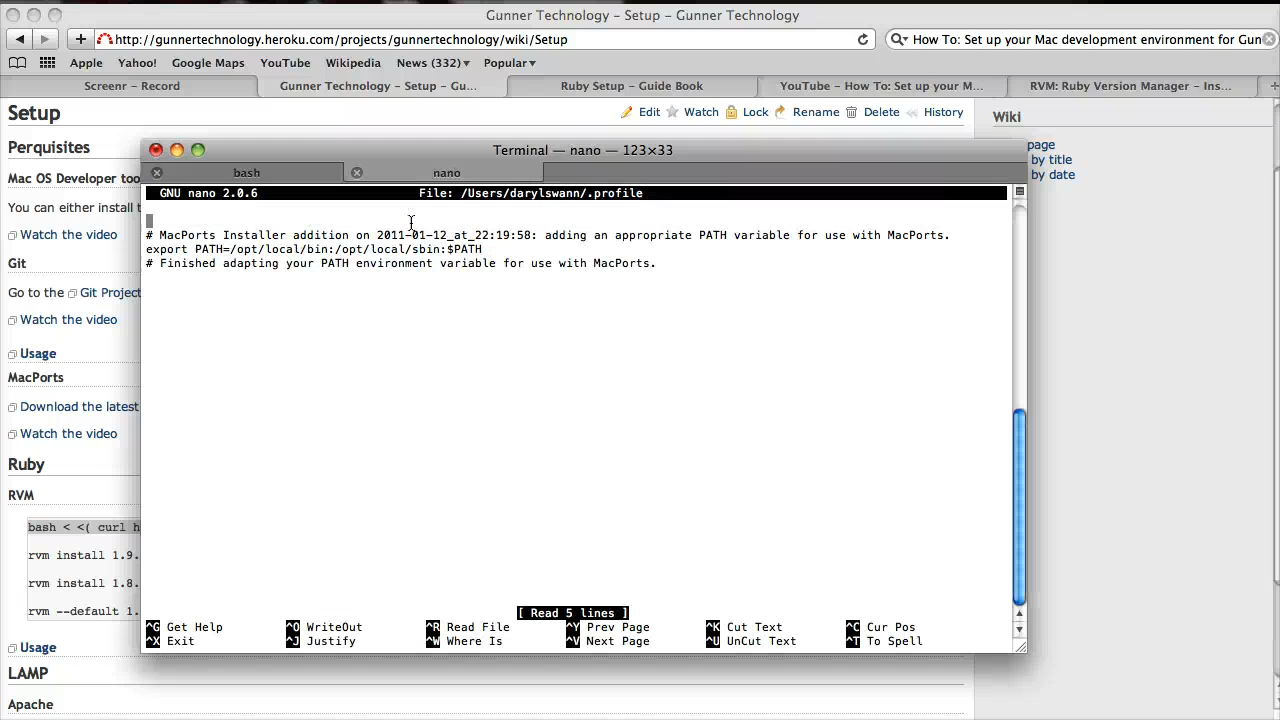 Gunner Technology – Setup – Gunner Technology
http://gunnertechnology.heroku.com/projects/gunnertechnology/wiki/Setup
How To: Set up your Mac development environment for Gun
Apple Yahoo! Google Maps YouTube Wikipedia News (332)▾ Popular▾
Screenr – Record
Gunner Technology – Setup – Gu...
Ruby Setup – Guide Book
YouTube – How To: Set up your M...
RVM: Ruby Version Manager – Ins...
Setup
Edit Watch Lock Rename Delete History
Wiki
Perquisites
page
by title
by date
Mac OS Developer too
You can either install t
Watch the video
Git
Go to the Git Project
Watch the video
Usage
MacPorts
Download the latest
Watch the video
Ruby
RVM
bash < <( curl h
rvm install 1.9.
rvm install 1.8.
rvm --default 1.
Usage
LAMP
Apache
Terminal — nano — 123×33
bash
nano
GNU nano 2.0.6 File: /Users/darylswann/.profile
# MacPorts Installer addition on 2011-01-12_at_22:19:58: adding an appropriate PATH variable for use with MacPorts.
export PATH=/opt/local/bin:/opt/local/sbin:$PATH
# Finished adapting your PATH environment variable for use with MacPorts.
[ Read 5 lines ]
^G Get Help ^O WriteOut ^R Read File ^Y Prev Page ^K Cut Text ^C Cur Pos
^X Exit ^J Justify ^W Where Is ^V Next Page ^U UnCut Text ^T To Spell